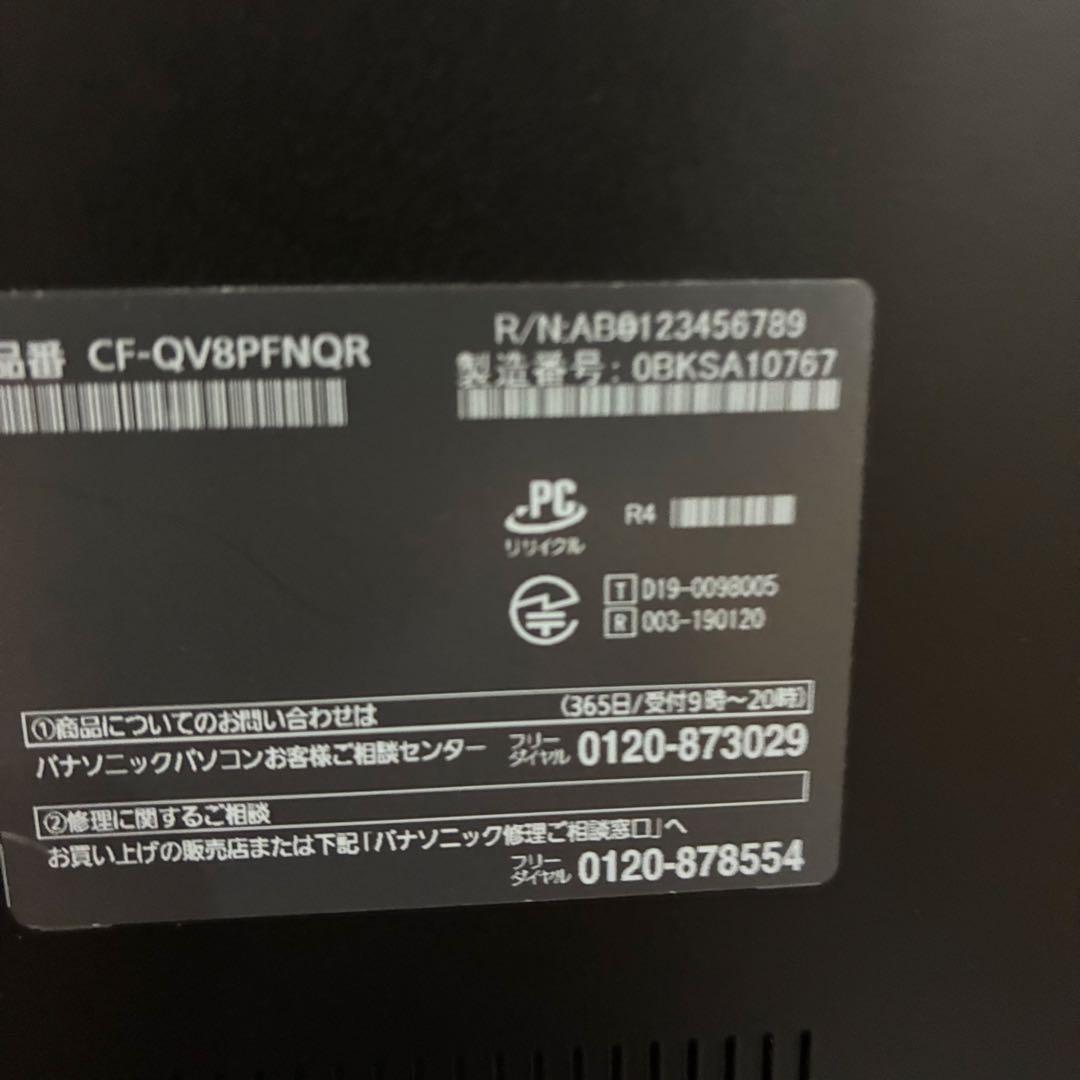 品番 CF-QV8PFNQR
R/N:AB0123456789
製造番号: 0BKSA10767
PC
リサイクル
R4
T D19-0098005
R 003-190120
①商品についてのお問い合わせは (365日/受付9時～20時)
パナソニックパソコンお客様ご相談センター フリーダイヤル 0120-873029
②修理に関するご相談
お買い上げの販売店または下記「パナソニック修理ご相談窓口」へ
フリーダイヤル 0120-878554